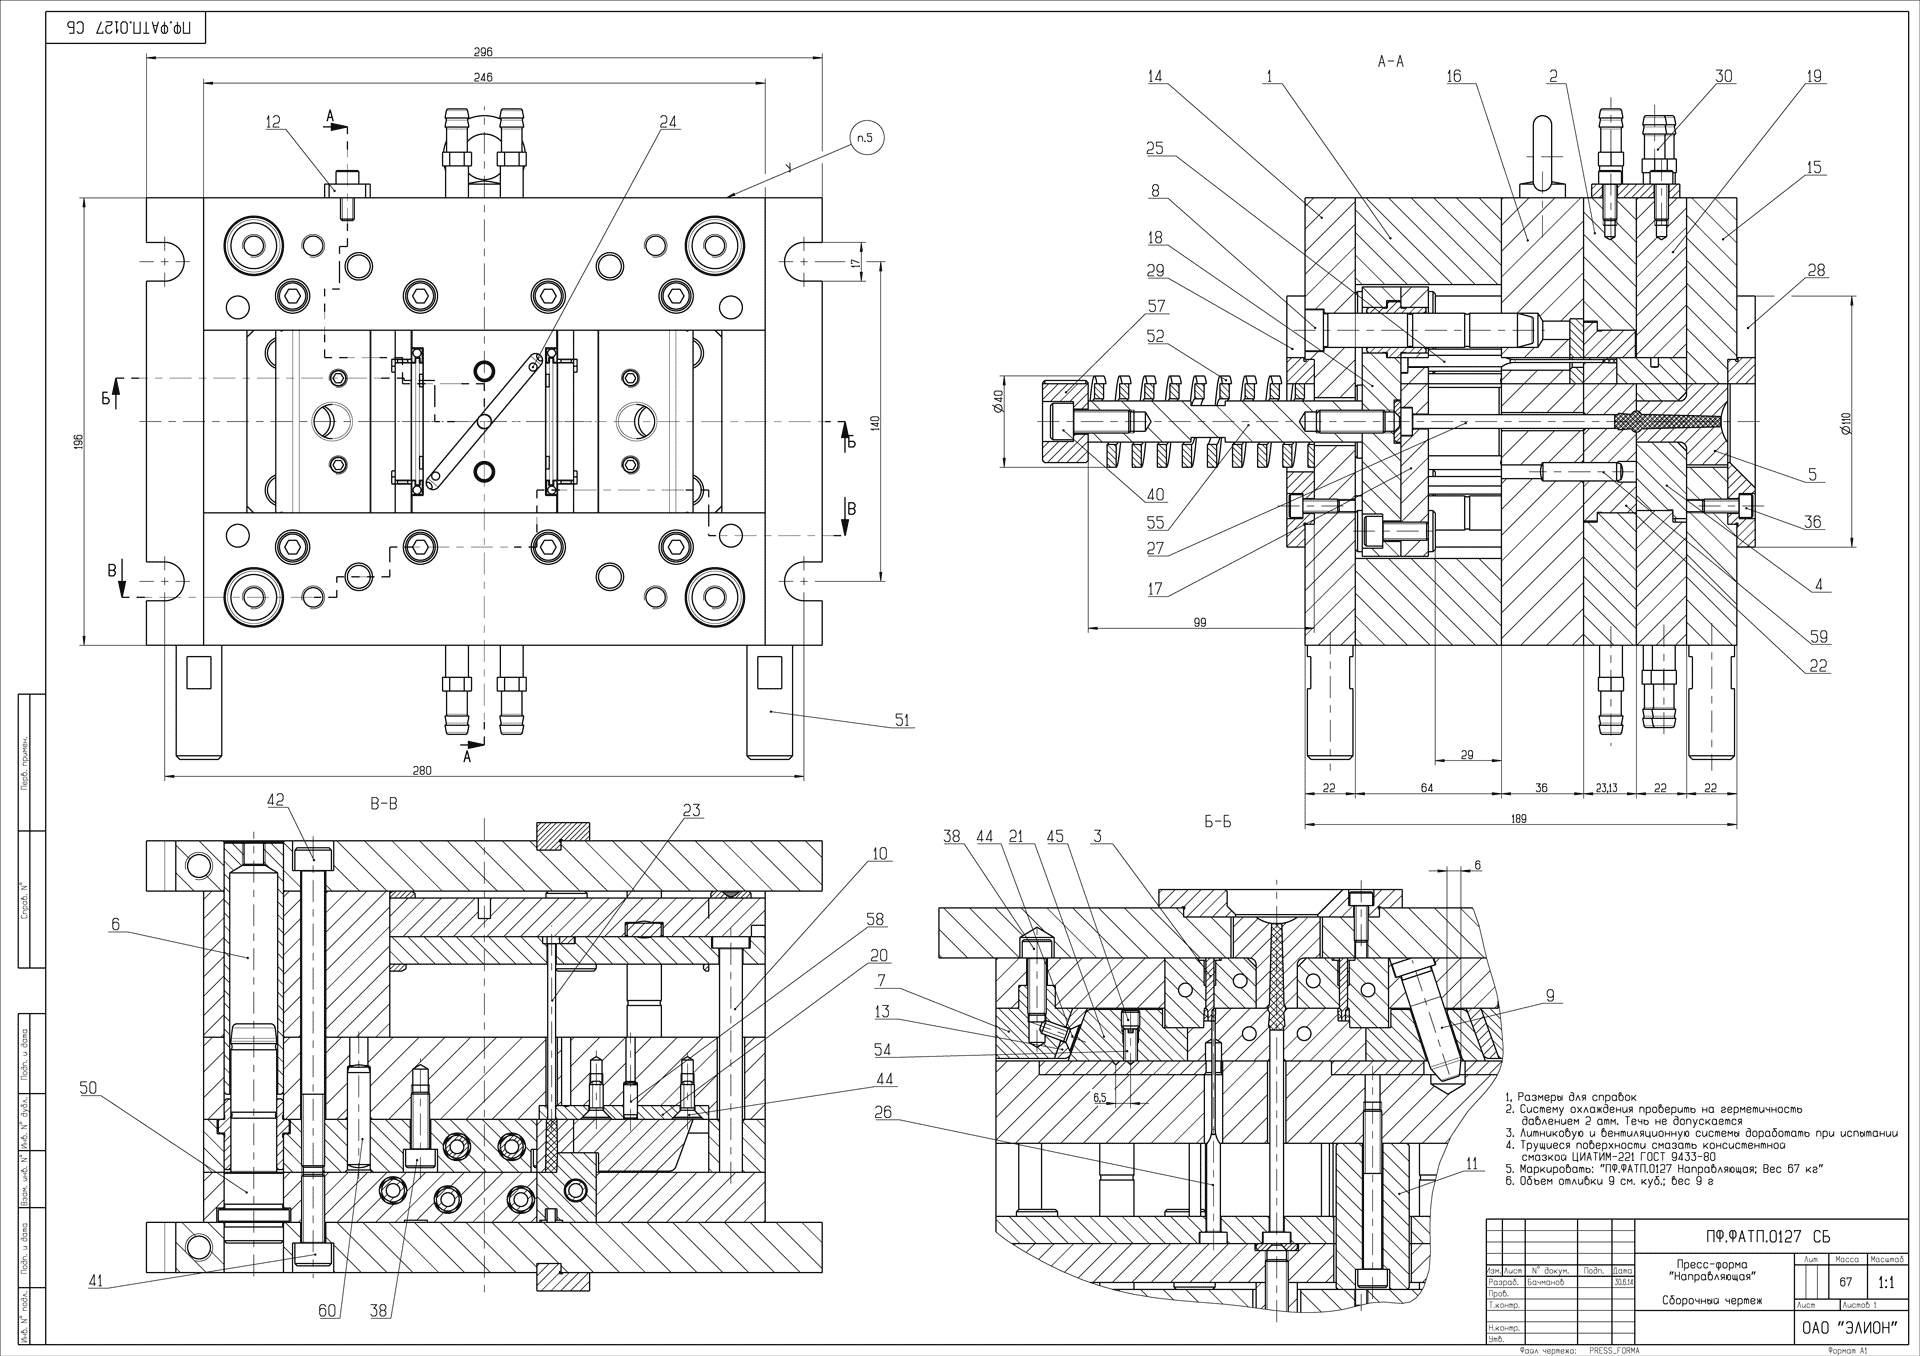 ПФ.ФАТП.0127 СБ
296
246
12
А
24
п.5
196
17
140
Б
Б
В
В
А
280
51
А-А
14
1
16
2
30
19
25
8
18
29
57
52
15
28
⌀40
⌀110
40
55
27
17
5
36
4
59
22
99
29
22
64
36
23,13
22
22
189
В-В
42
23
10
58
20
44
6
50
41
60
38
Б-Б
38
44
21
45
3
6
7
13
54
9
6,5
26
11
1. Размеры для справок
2. Систему охлаждения проверить на герметичность
давлением 2 атм. Течь не допускается
3. Литниковую и вентиляционную системы доработать при испытании
4. Трущиеся поверхности смазать консистентной
смазкой ЦИАТИМ-221 ГОСТ 9433-80
5. Маркировать: "ПФ.ФАТП.0127 Направляющая; Вес 67 кг"
6. Объем отливки 9 см. куб.; вес 9 г
ПФ.ФАТП.0127 СБ
Пресс-форма
"Направляющая"
Сборочный чертеж
Лит
Масса
Масштаб
67
1:1
Лист
Листов 1
ОАО "ЭЛИОН"
Изм. Лист № докум. Подп. Дата
Разраб. Бачманов 30.6.14
Пров.
Т.контр.
Н.контр.
Утв.
Файл чертежа: PRESS_FORMA
Формат А1
Перв. примен.
Справ. №
Подп. и дата
Инв. № дубл.
Взам. инв. №
Подп. и дата
Инв. № подл.